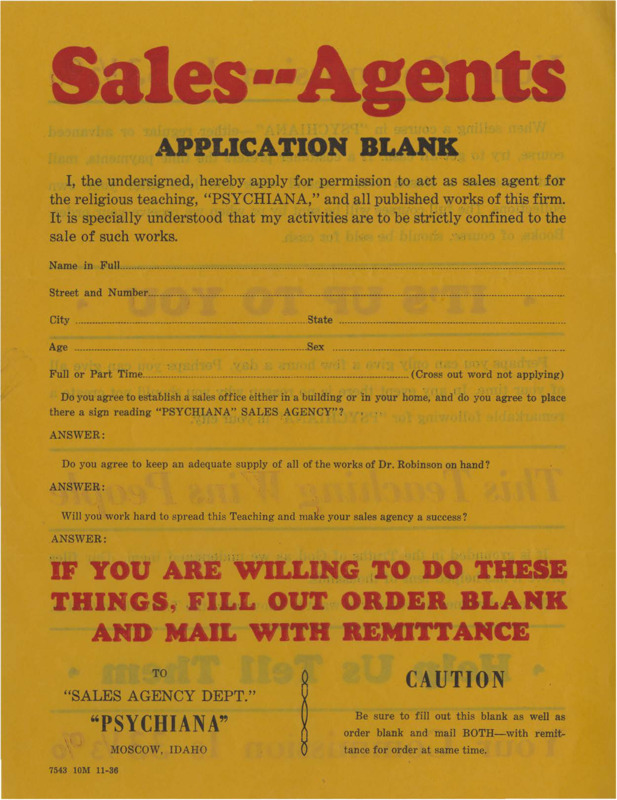 Sales--Agents
APPLICATION BLANK
I, the undersigned, hereby apply for permission to act as sales agent for
the religious teaching, "PSYCHIANA," and all published works of this firm.
It is specially understood that my activities are to be strictly confined to the
sale of such works.
Name in Full
Street and Number
City State
Age Sex
Full or Part Time (Cross out word not applying)
Do you agree to establish a sales office either in a building or in your home, and do you agree to place
there a sign reading "PSYCHIANA" SALES AGENCY"?
ANSWER:
Do you agree to keep an adequate supply of all of the works of Dr. Robinson on hand?
ANSWER:
Will you work hard to spread this Teaching and make your sales agency a success?
ANSWER:
IF YOU ARE WILLING TO DO THESE
THINGS, FILL OUT ORDER BLANK
AND MAIL WITH REMITTANCE
TO
"SALES AGENCY DEPT."
"PSYCHIANA"
MOSCOW, IDAHO
CAUTION
Be sure to fill out this blank as well as
order blank and mail BOTH—with remit-
tance for order at same time.
7543 10M 11-36